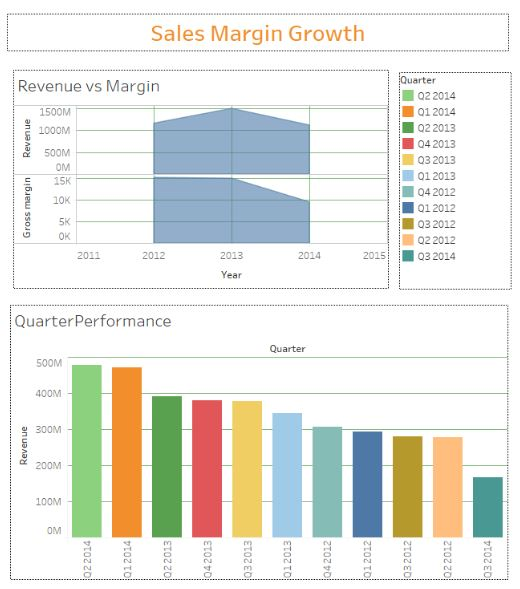 Sales Margin Growth
Revenue vs Margin
Revenue
1500M
1000M
500M
0M
Gross margin
15K
10K
5K
0K
2011 2012 2013 2014 2015
Year
Quarter
Q2 2014
Q1 2014
Q2 2013
Q4 2013
Q3 2013
Q1 2013
Q4 2012
Q1 2012
Q3 2012
Q2 2012
Q3 2014
QuarterPerformance
Quarter
Revenue
500M
400M
300M
200M
100M
0M
Q2 2014
Q1 2014
Q2 2013
Q4 2013
Q3 2013
Q1 2013
Q4 2012
Q1 2012
Q3 2012
Q2 2012
Q3 2014